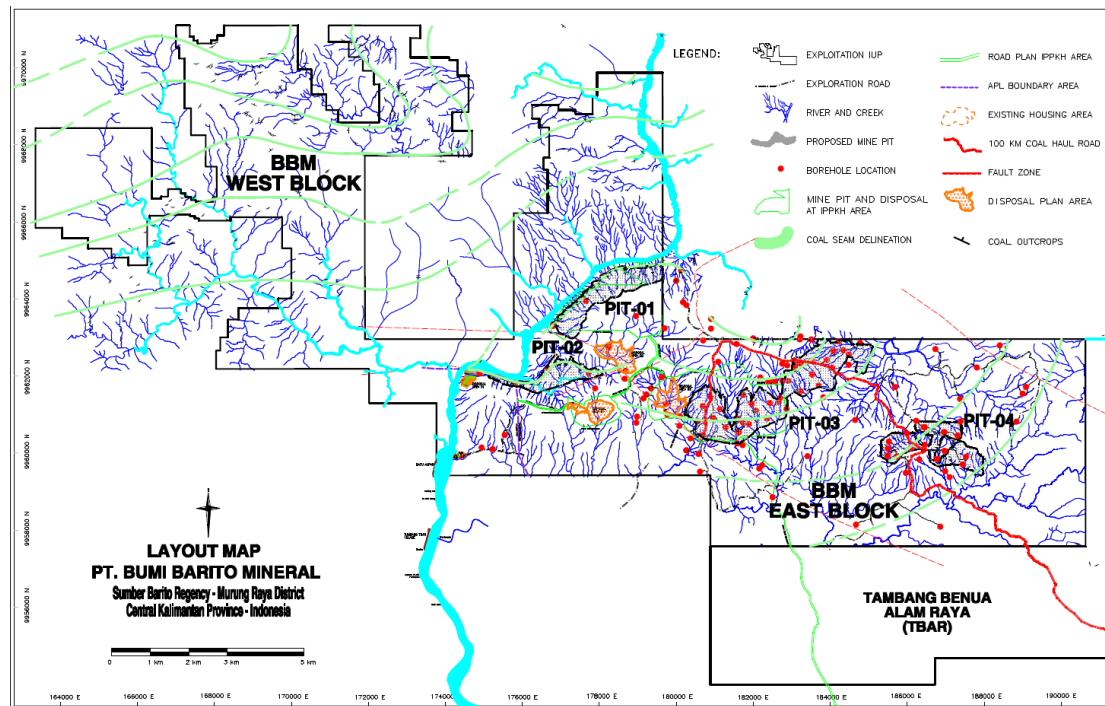 LEGEND:
EXPLOITATION IUP
EXPLORATION ROAD
RIVER AND CREEK
PROPOSED MINE PIT
BOREHOLE LOCATION
MINE PIT AND DISPOSAL
AT IPPKH AREA
COAL SEAM DELINEATION
ROAD PLAN IPPKH AREA
APL BOUNDARY AREA
EXISTING HOUSING AREA
100 KM COAL HAUL ROAD
FAULT ZONE
DISPOSAL PLAN AREA
COAL OUTCROPS
BBM
WEST BLOCK
PIT-01
PIT-02
PIT-03
PIT-04
BBM
EAST BLOCK
TAMBANG BENUA
ALAM RAYA
(TBAR)
LAYOUT MAP
PT. BUMI BARITO MINERAL
Sumber Barito Regency - Murung Raya District
Central Kalimantan Province - Indonesia
0 1 km 2 km 3 km 5 km
9970000 N
9968000 N
9966000 N
9964000 N
9962000 N
9960000 N
9958000 N
9956000 N
164000 E
166000 E
168000 E
170000 E
174000 E
176000 E
178000 E
180000 E
182000 E
184000 E
186000 E
188000 E
190000 E